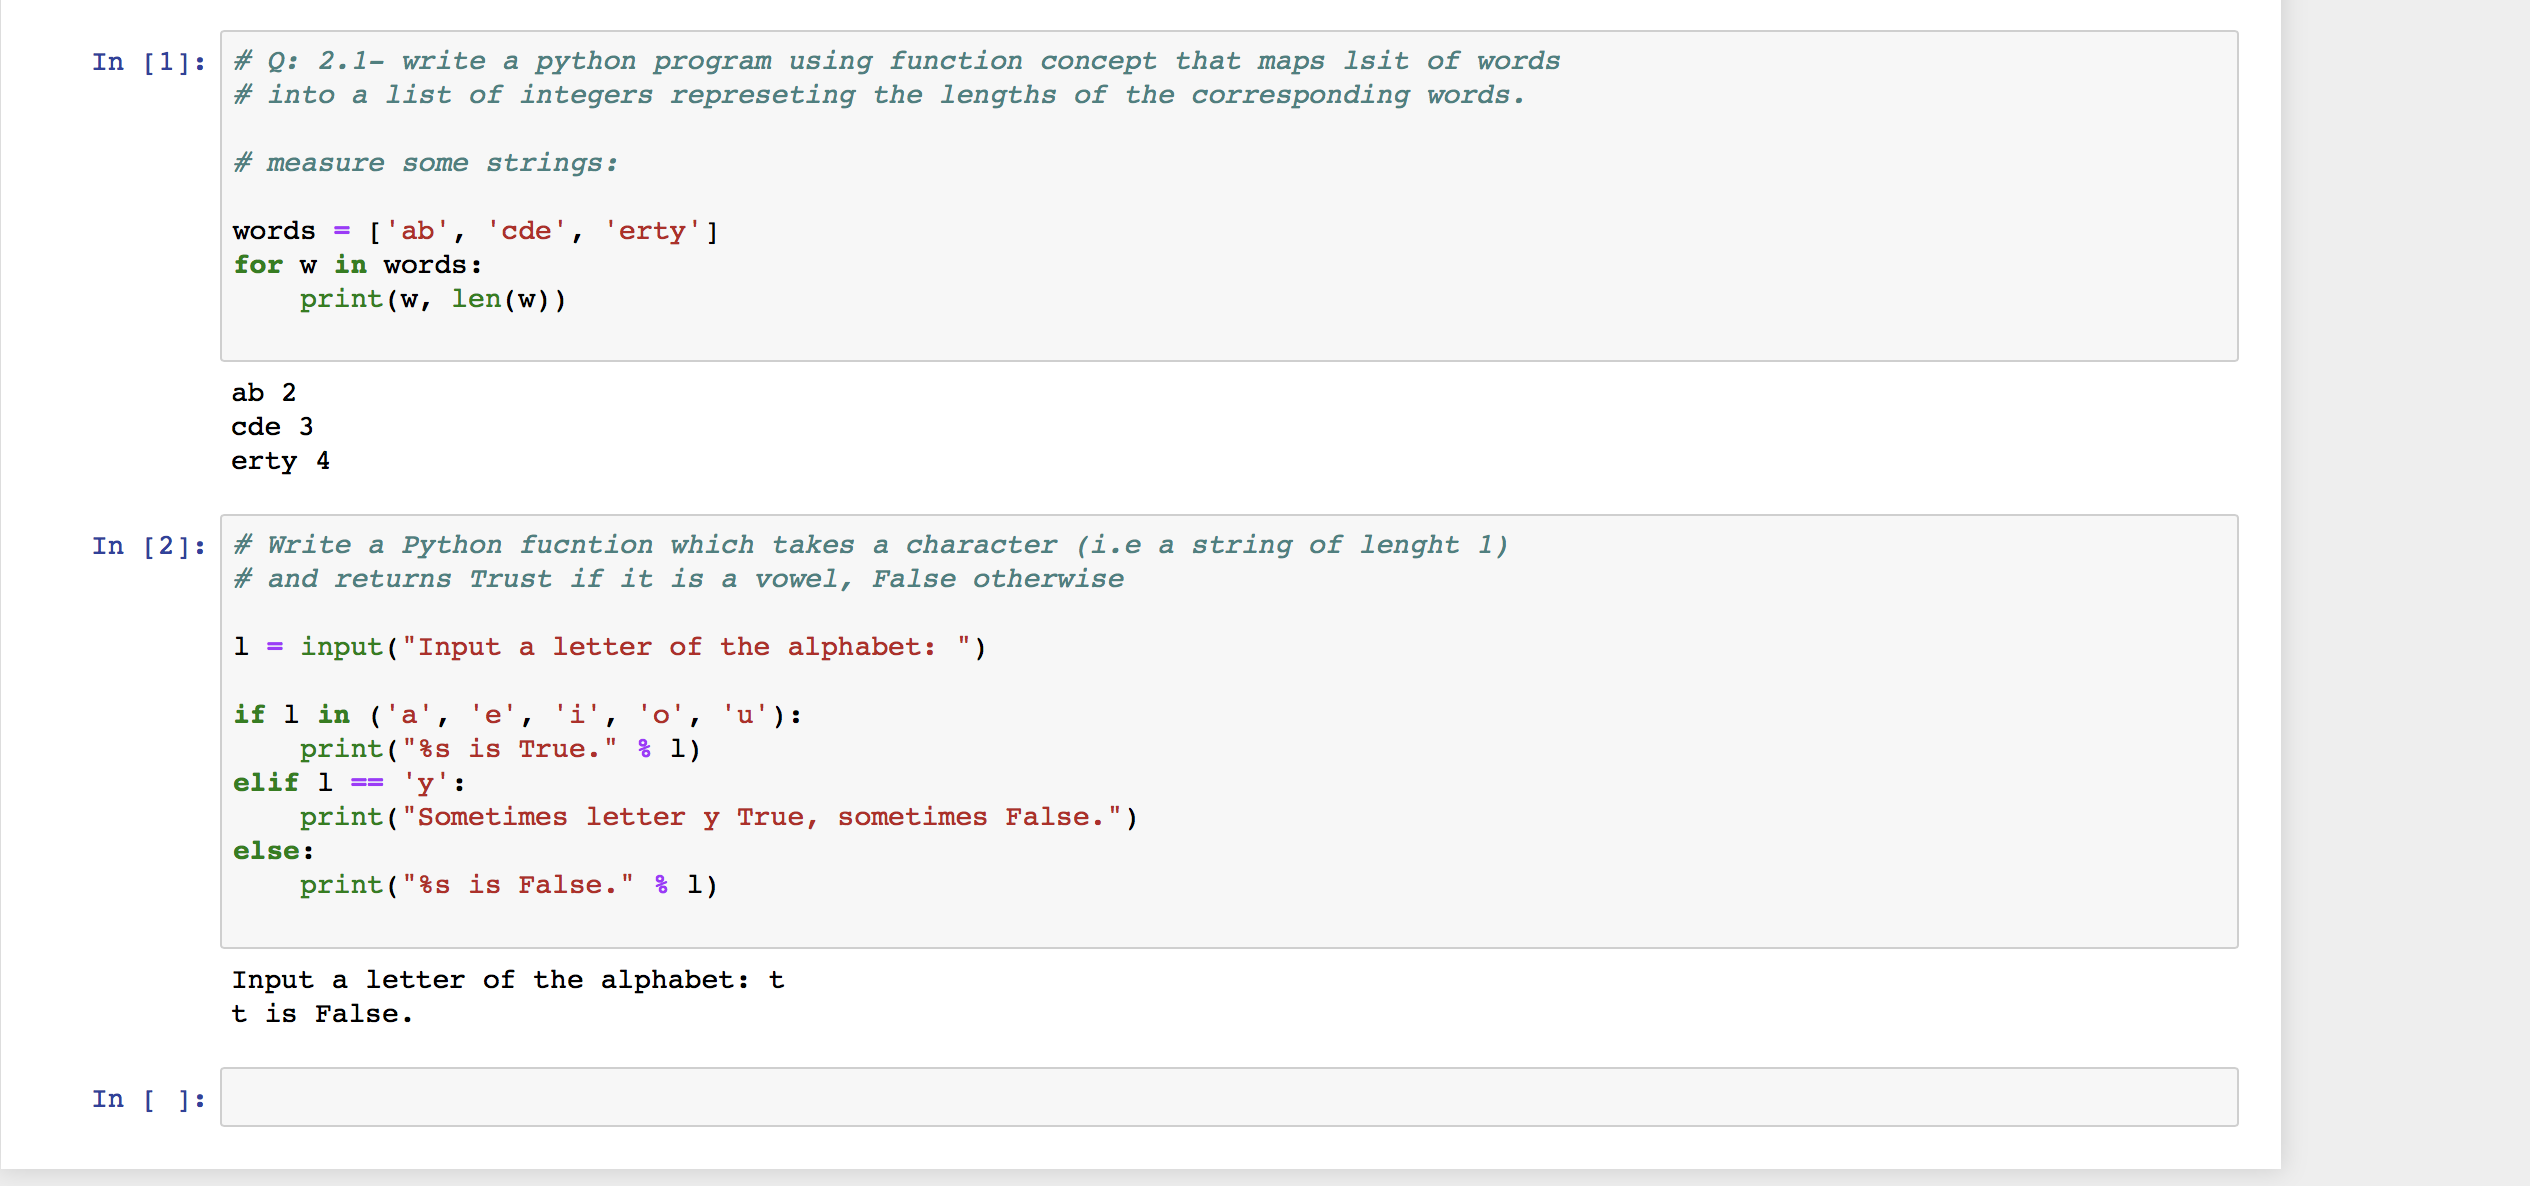 In [1]: # Q: 2.1- write a python program using function concept that maps lsit of words
# into a list of integers represeting the lengths of the corresponding words.
# measure some strings:
words = ['ab', 'cde', 'erty']
for w in words:
    print(w, len(w))
ab 2
cde 3
erty 4
In [2]: # Write a Python fucntion which takes a character (i.e a string of lenght 1)
# and returns Trust if it is a vowel, False otherwise
l = input("Input a letter of the alphabet: ")
if l in ('a', 'e', 'i', 'o', 'u'):
    print("%s is True." % l)
elif l == 'y':
    print("Sometimes letter y True, sometimes False.")
else:
    print("%s is False." % l)
Input a letter of the alphabet: t
t is False.
In [ ]: